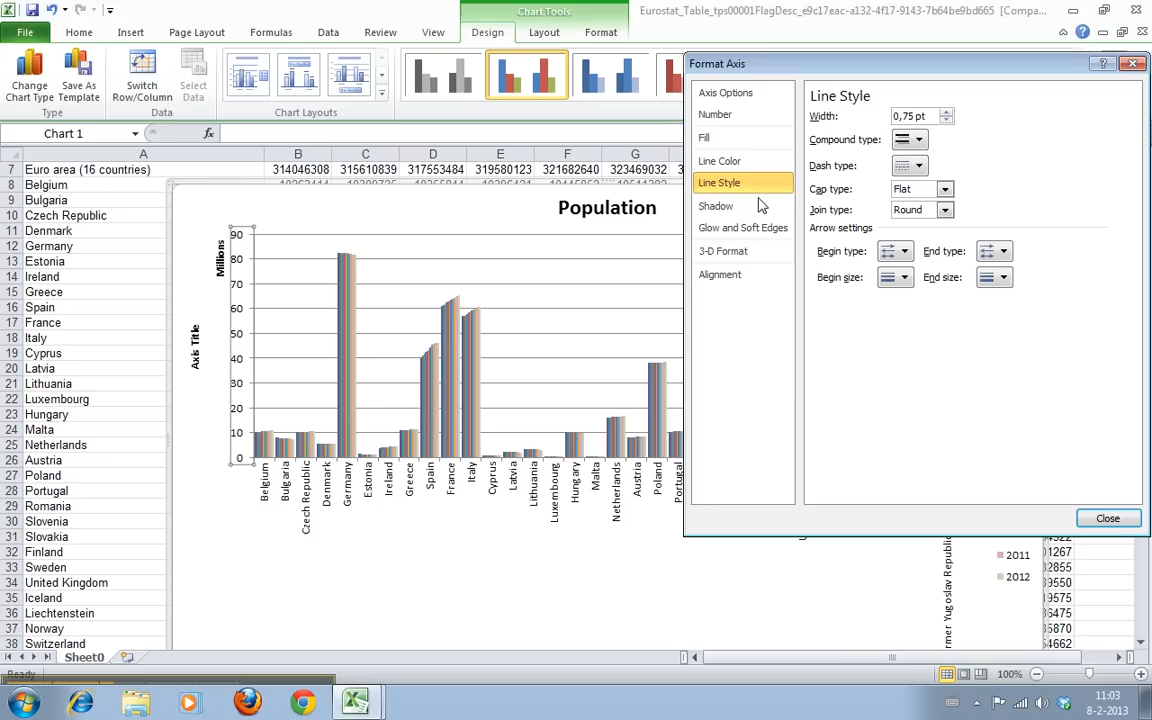 Chart Tools
Eurostat_Table_tps00001FlagDesc_e9c17eac-a132-4f17-9143-7b64be9bd665 [Compa...
File Home Insert Page Layout Formulas Data Review View Design Layout Format
Change Chart Type
Save As Template
Switch Row/Column
Select Data
Type Data Chart Layouts
Chart 1 fx
A B C D E F G
7 Euro area (16 countries) 314046308 315610839 317553484 319580123 321682640 323469032
8 Belgium
9 Bulgaria
10 Czech Republic
11 Denmark
12 Germany
13 Estonia
14 Ireland
15 Greece
16 Spain
17 France
18 Italy
19 Cyprus
20 Latvia
21 Lithuania
22 Luxembourg
23 Hungary
24 Malta
25 Netherlands
26 Austria
27 Poland
28 Portugal
29 Romania
30 Slovenia
31 Slovakia
32 Finland
33 Sweden
34 United Kingdom
35 Iceland
36 Liechtenstein
37 Norway
38 Switzerland
Population
Axis Title
Millions
90
80
70
60
50
40
30
20
10
0
Belgium
Bulgaria
Czech Republic
Denmark
Germany
Estonia
Ireland
Greece
Spain
France
Italy
Cyprus
Latvia
Lithuania
Luxembourg
Hungary
Malta
Netherlands
Austria
Poland
Portugal
Format Axis
Axis Options
Number
Fill
Line Color
Line Style
Shadow
Glow and Soft Edges
3-D Format
Alignment
Line Style
Width: 0,75 pt
Compound type:
Dash type:
Cap type: Flat
Join type: Round
Arrow settings
Begin type: End type:
Begin size: End size:
Close
rmer Yugoslav Republic
2011
2012
01267
32855
39550
19575
36475
35870
54662
Sheet0
Ready
100%
11:03
8-2-2013